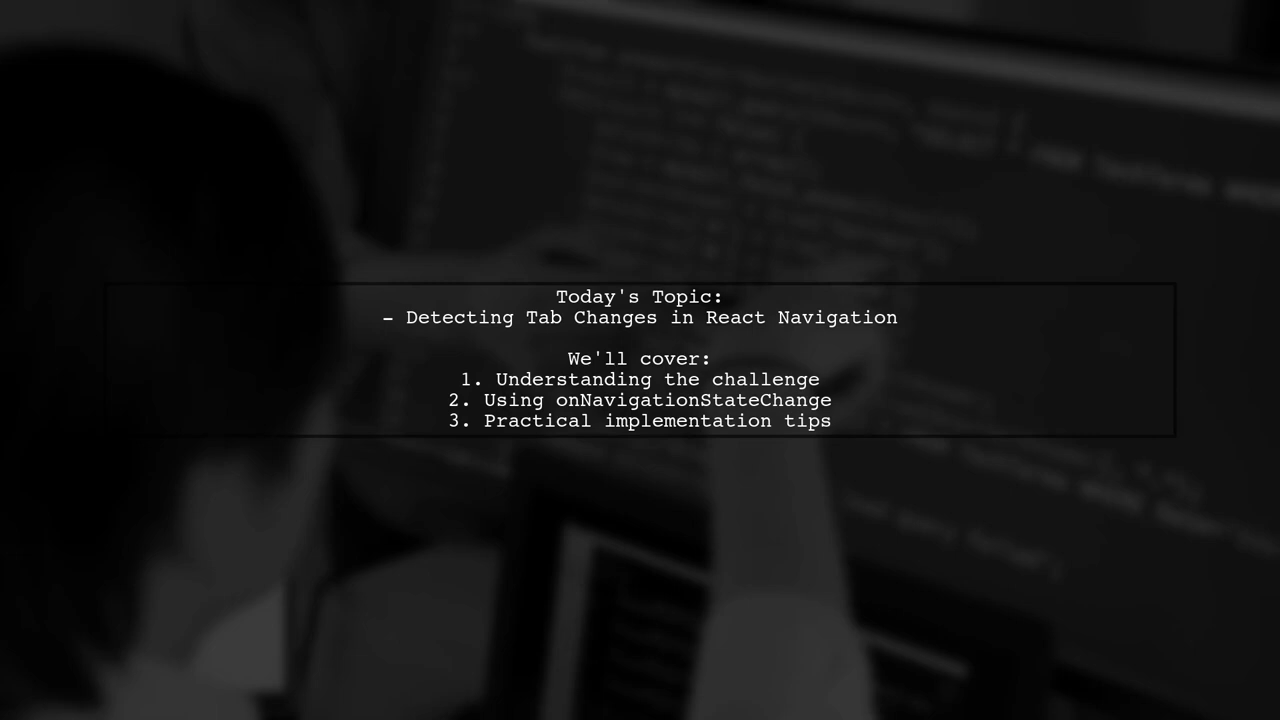 Today's Topic:
- Detecting Tab Changes in React Navigation
We'll cover:
1. Understanding the challenge
2. Using onNavigationStateChange
3. Practical implementation tips